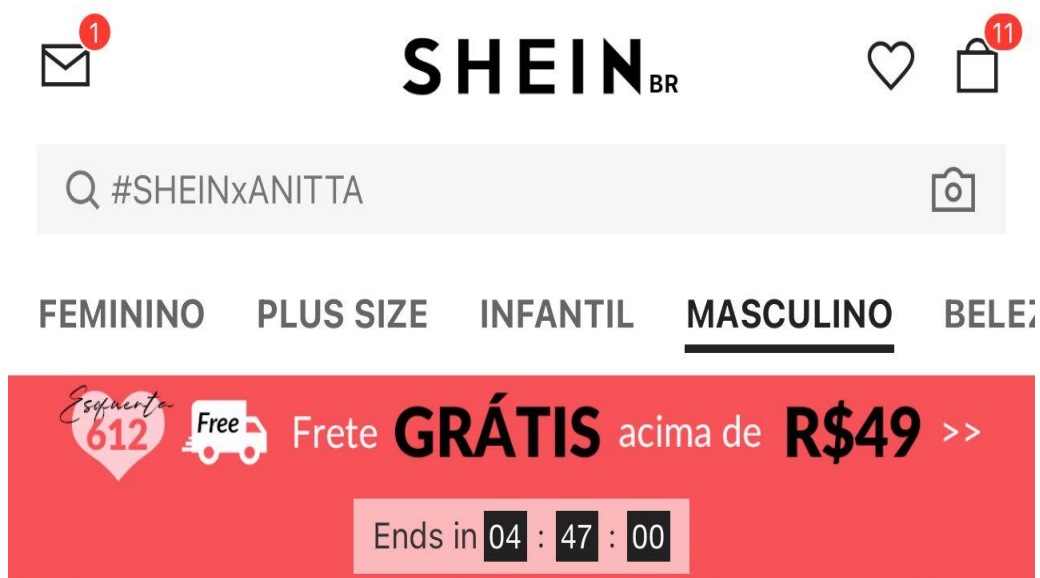 1
SHEIN BR
11
#SHEINxANITTA
FEMININO PLUS SIZE INFANTIL MASCULINO BELEZ
Esquenta
612 Free Frete GRÁTIS acima de R$49 >>
Ends in 04 : 47 : 00